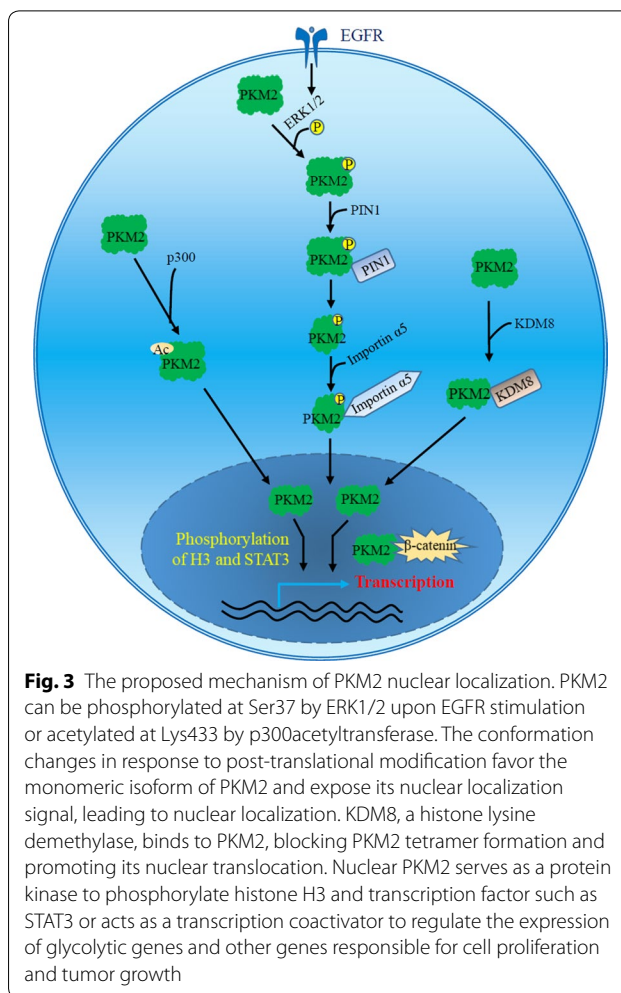 EGFR
PKM2
ERK1/2
P
P
PKM2
PIN1
P
PKM2
PIN1
PKM2
p300
PKM2
KDM8
P
PKM2
Importin α5
Ac
PKM2
P
PKM2
Importin α5
PKM2
KDM8
PKM2
PKM2
Phosphorylation
of H3 and STAT3
PKM2
β-catenin
Transcription
Fig. 3 The proposed mechanism of PKM2 nuclear localization. PKM2
can be phosphorylated at Ser37 by ERK1/2 upon EGFR stimulation
or acetylated at Lys433 by p300acetyltransferase. The conformation
changes in response to post-translational modification favor the
monomeric isoform of PKM2 and expose its nuclear localization
signal, leading to nuclear localization. KDM8, a histone lysine
demethylase, binds to PKM2, blocking PKM2 tetramer formation and
promoting its nuclear translocation. Nuclear PKM2 serves as a protein
kinase to phosphorylate histone H3 and transcription factor such as
STAT3 or acts as a transcription coactivator to regulate the expression
of glycolytic genes and other genes responsible for cell proliferation
and tumor growth